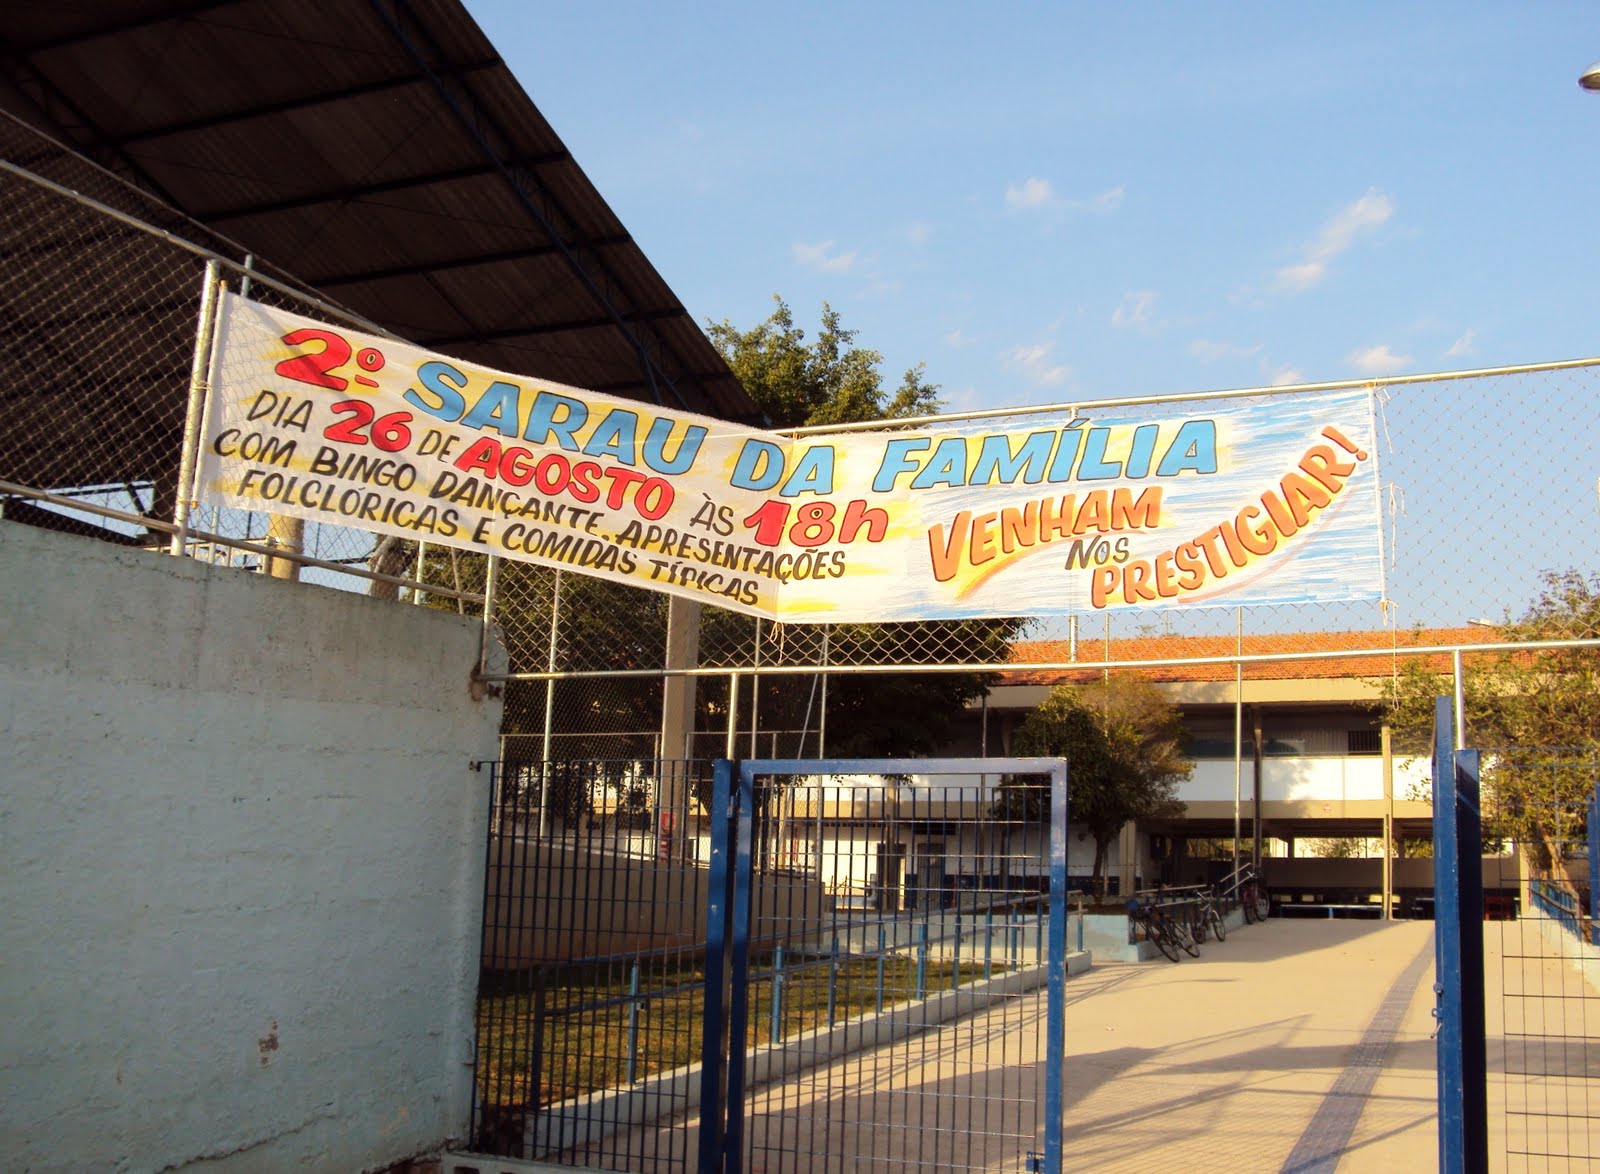 2º SARAU DA FAMÍLIA
DIA 26 DE AGOSTO ÀS 18h
COM BINGO DANÇANTE, APRESENTAÇÕES
FOLCLÓRICAS E COMIDAS TÍPICAS
VENHAM
NOS
PRESTIGIAR!